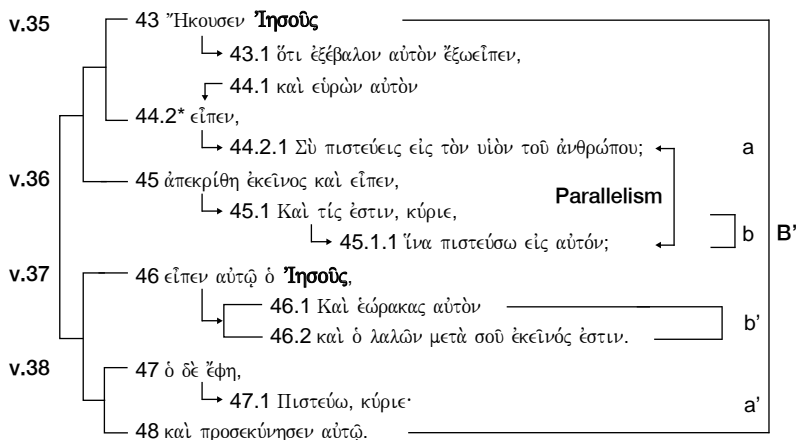 v.35 43 Ἤκουσεν Ἰησοῦς
43.1 ὅτι ἐξέβαλον αὐτὸν ἔξωεἶπεν,
44.1 καὶ εὑρὼν αὐτὸν
44.2* εἶπεν,
44.2.1 Σὺ πιστεύεις εἰς τὸν υἱὸν τοῦ ἀνθρώπου; a
v.36 45 ἀπεκρίθη ἐκεῖνος καὶ εἶπεν,
Parallelism
45.1 Καὶ τίς ἐστιν, κύριε,
b B'
45.1.1 ἵνα πιστεύσω εἰς αὐτόν;
v.37 46 εἶπεν αὐτῷ ὁ Ἰησοῦς,
46.1 Καὶ ἑώρακας αὐτὸν
b'
46.2 καὶ ὁ λαλῶν μετὰ σοῦ ἐκεῖνός ἐστιν.
v.38 47 ὁ δὲ ἔφη,
47.1 Πιστεύω, κύριε· a'
48 καὶ προσεκύνησεν αὐτῷ.